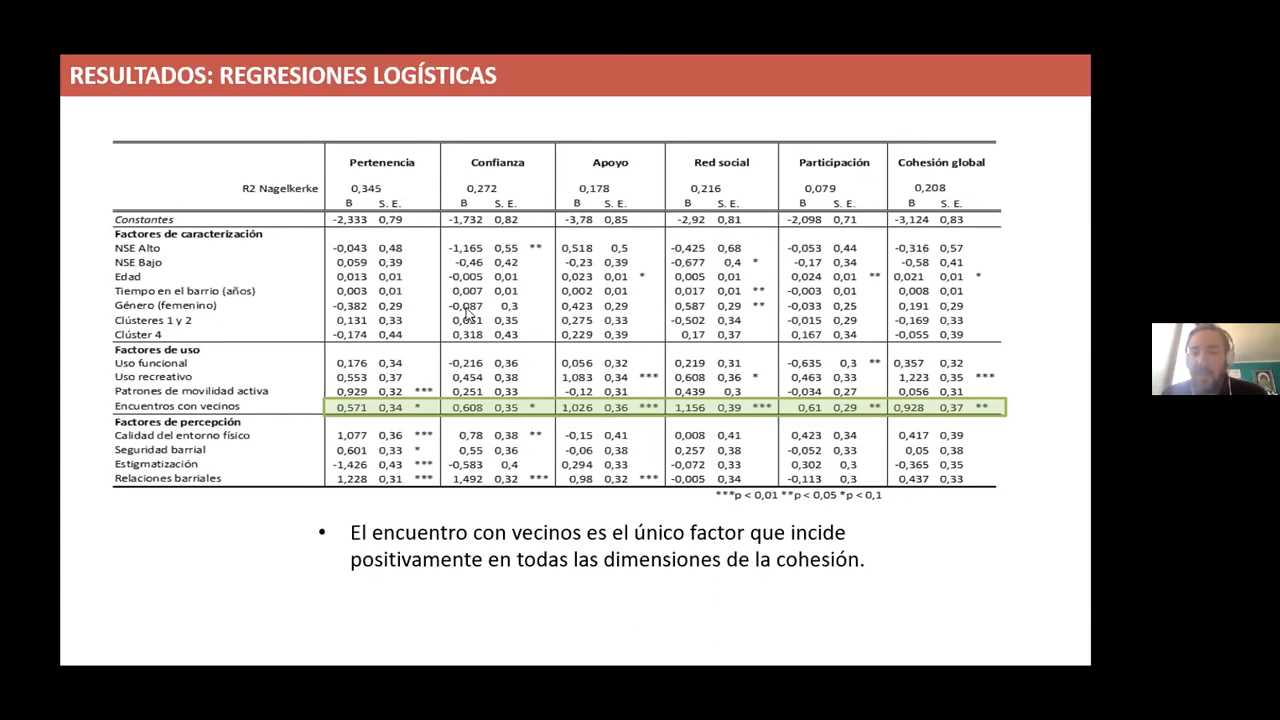 RESULTADOS: REGRESIONES LOGÍSTICAS
Pertenencia Confianza Apoyo Red social Participación Cohesión global
R2 Nagelkerke 0,345 0,272 0,178 0,216 0,079 0,208
B S. E. B S. E. B S. E. B S. E. B S. E. B S. E.
Constantes -2,333 0,79 -1,732 0,82 -3,78 0,85 -2,92 0,81 -2,098 0,71 -3,124 0,83
Factores de caracterización
NSE Alto -0,043 0,48 -1,165 0,55 ** 0,518 0,5 -0,425 0,68 -0,053 0,44 -0,316 0,57
NSE Bajo 0,059 0,39 -0,46 0,42 -0,23 0,39 -0,677 0,4 * -0,17 0,34 -0,58 0,41
Edad 0,013 0,01 -0,005 0,01 0,023 0,01 * 0,005 0,01 0,024 0,01 ** 0,021 0,01 *
Tiempo en el barrio (años) 0,003 0,01 0,007 0,01 0,002 0,01 0,017 0,01 ** -0,003 0,01 0,008 0,01
Género (femenino) -0,382 0,29 -0,087 0,3 0,423 0,29 0,587 0,29 ** -0,033 0,25 0,191 0,29
Clústeres 1 y 2 0,131 0,33 0,35 0,275 0,33 -0,502 0,34 -0,015 0,29 -0,169 0,33
Clúster 4 -0,174 0,44 0,318 0,43 0,229 0,39 0,17 0,37 0,167 0,34 -0,055 0,39
Factores de uso
Uso funcional 0,176 0,34 -0,216 0,36 0,056 0,32 0,219 0,31 -0,635 0,3 ** 0,357 0,32
Uso recreativo 0,553 0,37 0,454 0,38 1,083 0,34 *** 0,608 0,36 * 0,463 0,33 1,223 0,35 ***
Patrones de movilidad activa 0,929 0,32 *** 0,251 0,33 -0,12 0,31 0,439 0,3 -0,034 0,27 0,056 0,31
Encuentros con vecinos 0,571 0,34 * 0,608 0,35 * 1,026 0,36 *** 1,156 0,39 *** 0,61 0,29 ** 0,928 0,37 **
Factores de percepción
Calidad del entorno físico 1,077 0,36 *** 0,78 0,38 ** -0,15 0,41 0,008 0,41 0,423 0,34 0,417 0,39
Seguridad barrial 0,601 0,33 * 0,55 0,36 -0,06 0,38 0,257 0,38 -0,052 0,33 0,05 0,38
Estigmatización -1,426 0,43 *** -0,583 0,4 0,294 0,33 -0,072 0,33 0,302 0,3 -0,365 0,35
Relaciones barriales 1,228 0,31 *** 1,492 0,32 *** 0,98 0,32 *** -0,005 0,34 -0,113 0,3 0,437 0,33
***p < 0,01 **p < 0,05 *p < 0,1
• El encuentro con vecinos es el único factor que incide
positivamente en todas las dimensiones de la cohesión.